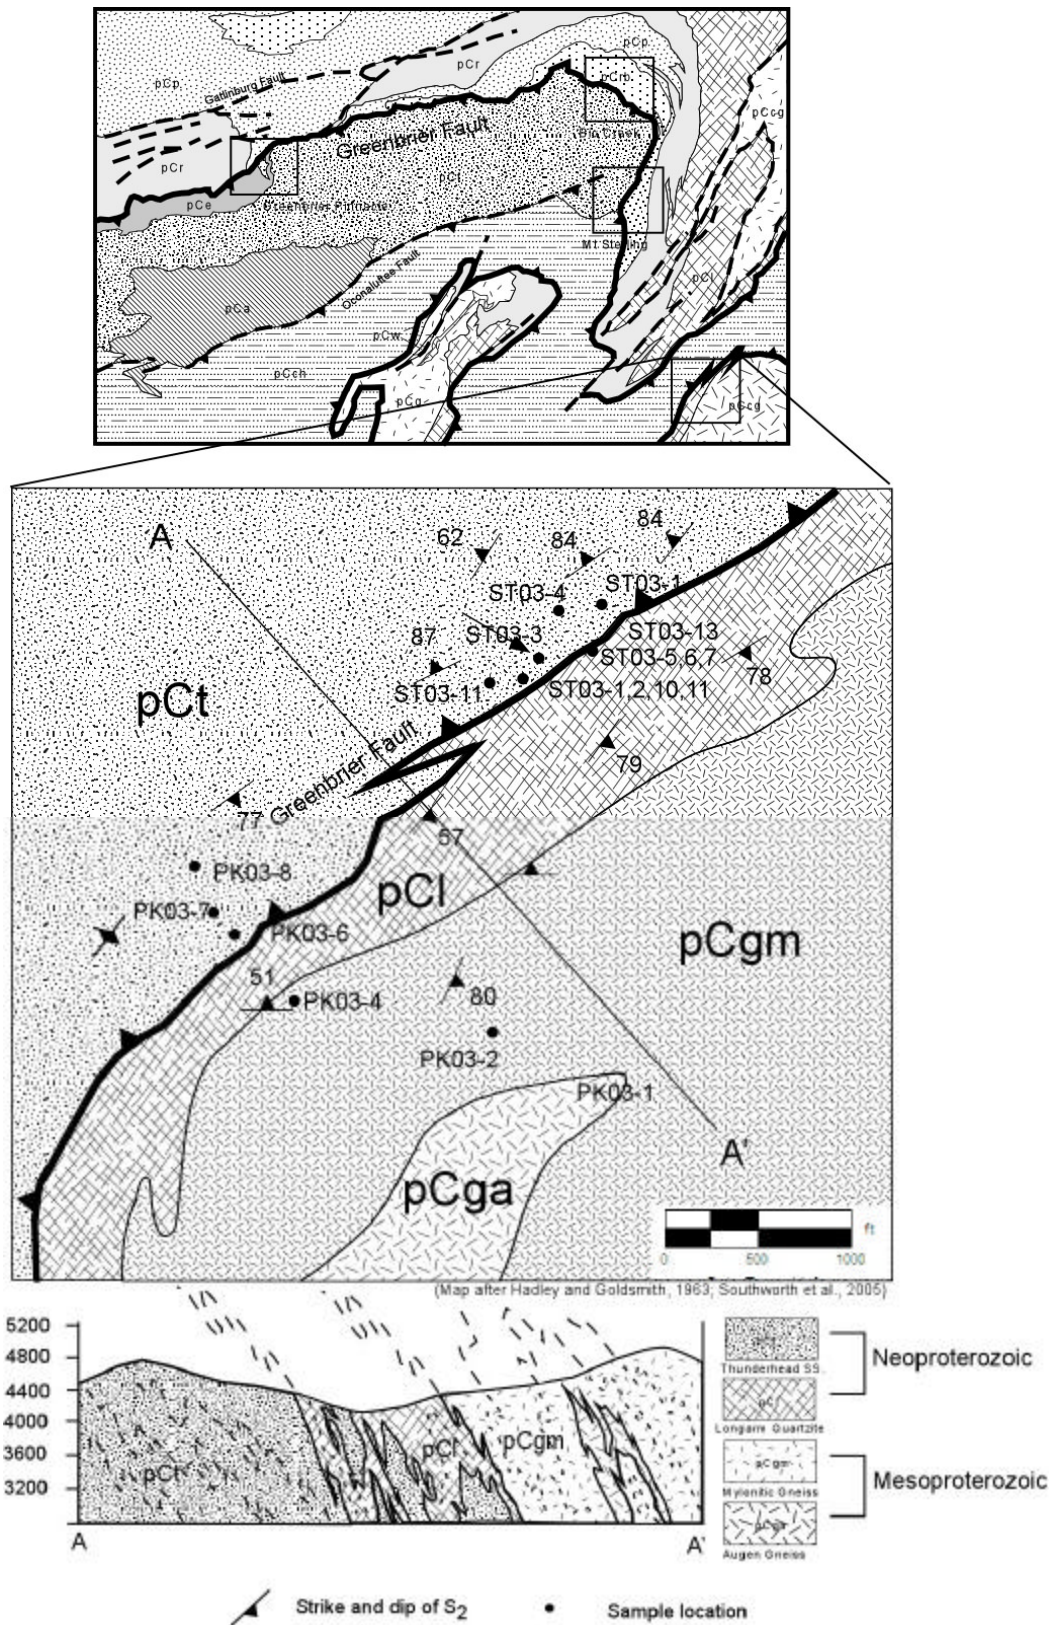 pCp
pCp
pCr
pCrb
Gatlinburg Fault
pCcg
Greenbrier Fault
Big Creek
pCr
pCt
pCe
Greenbrier Pinnacle
Mt Sterling
Oconaluftee Fault
pCl
pCa
pCw
pCch
pCg
pCcg
A
62
84
84
ST03-4
ST03-1
ST03-3
ST03-13
87
ST03-5,6,7
78
ST03-11
ST03-1,2,10,11
pCt
Greenbrier Fault
79
77
57
PK03-8
pCl
PK03-7
PK03-6
pCgm
51
PK03-4
80
PK03-2
PK03-1
A'
pCga
ft
0 500 1000
(Map after Hadley and Goldsmith, 1963; Southworth et al., 2005)
5200
4800
4400
4000
3600
3200
pCt
pCl
pCgm
A
A'
Thunderhead SS.
Neoproterozoic
pCl
Longarm Quartzite
pCgm
Mylonitic Gneiss
Mesoproterozoic
Augen Gneiss
Strike and dip of S2
Sample location